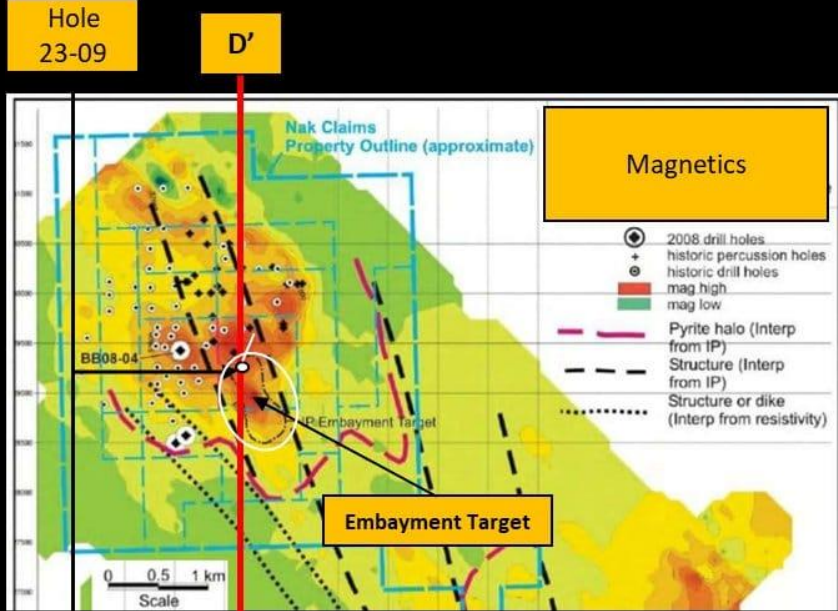 Hole
23-09
D’
Nak Claims
Property Outline (approximate)
Magnetics
2008 drill holes
historic percussion holes
historic drill holes
mag high
mag low
Pyrite halo (Interp
from IP)
Structure (Interp
from IP)
Structure or dike
(Interp from resistivity)
BB08-04
IP Embayment Target
Embayment Target
0 0.5 1 km
Scale